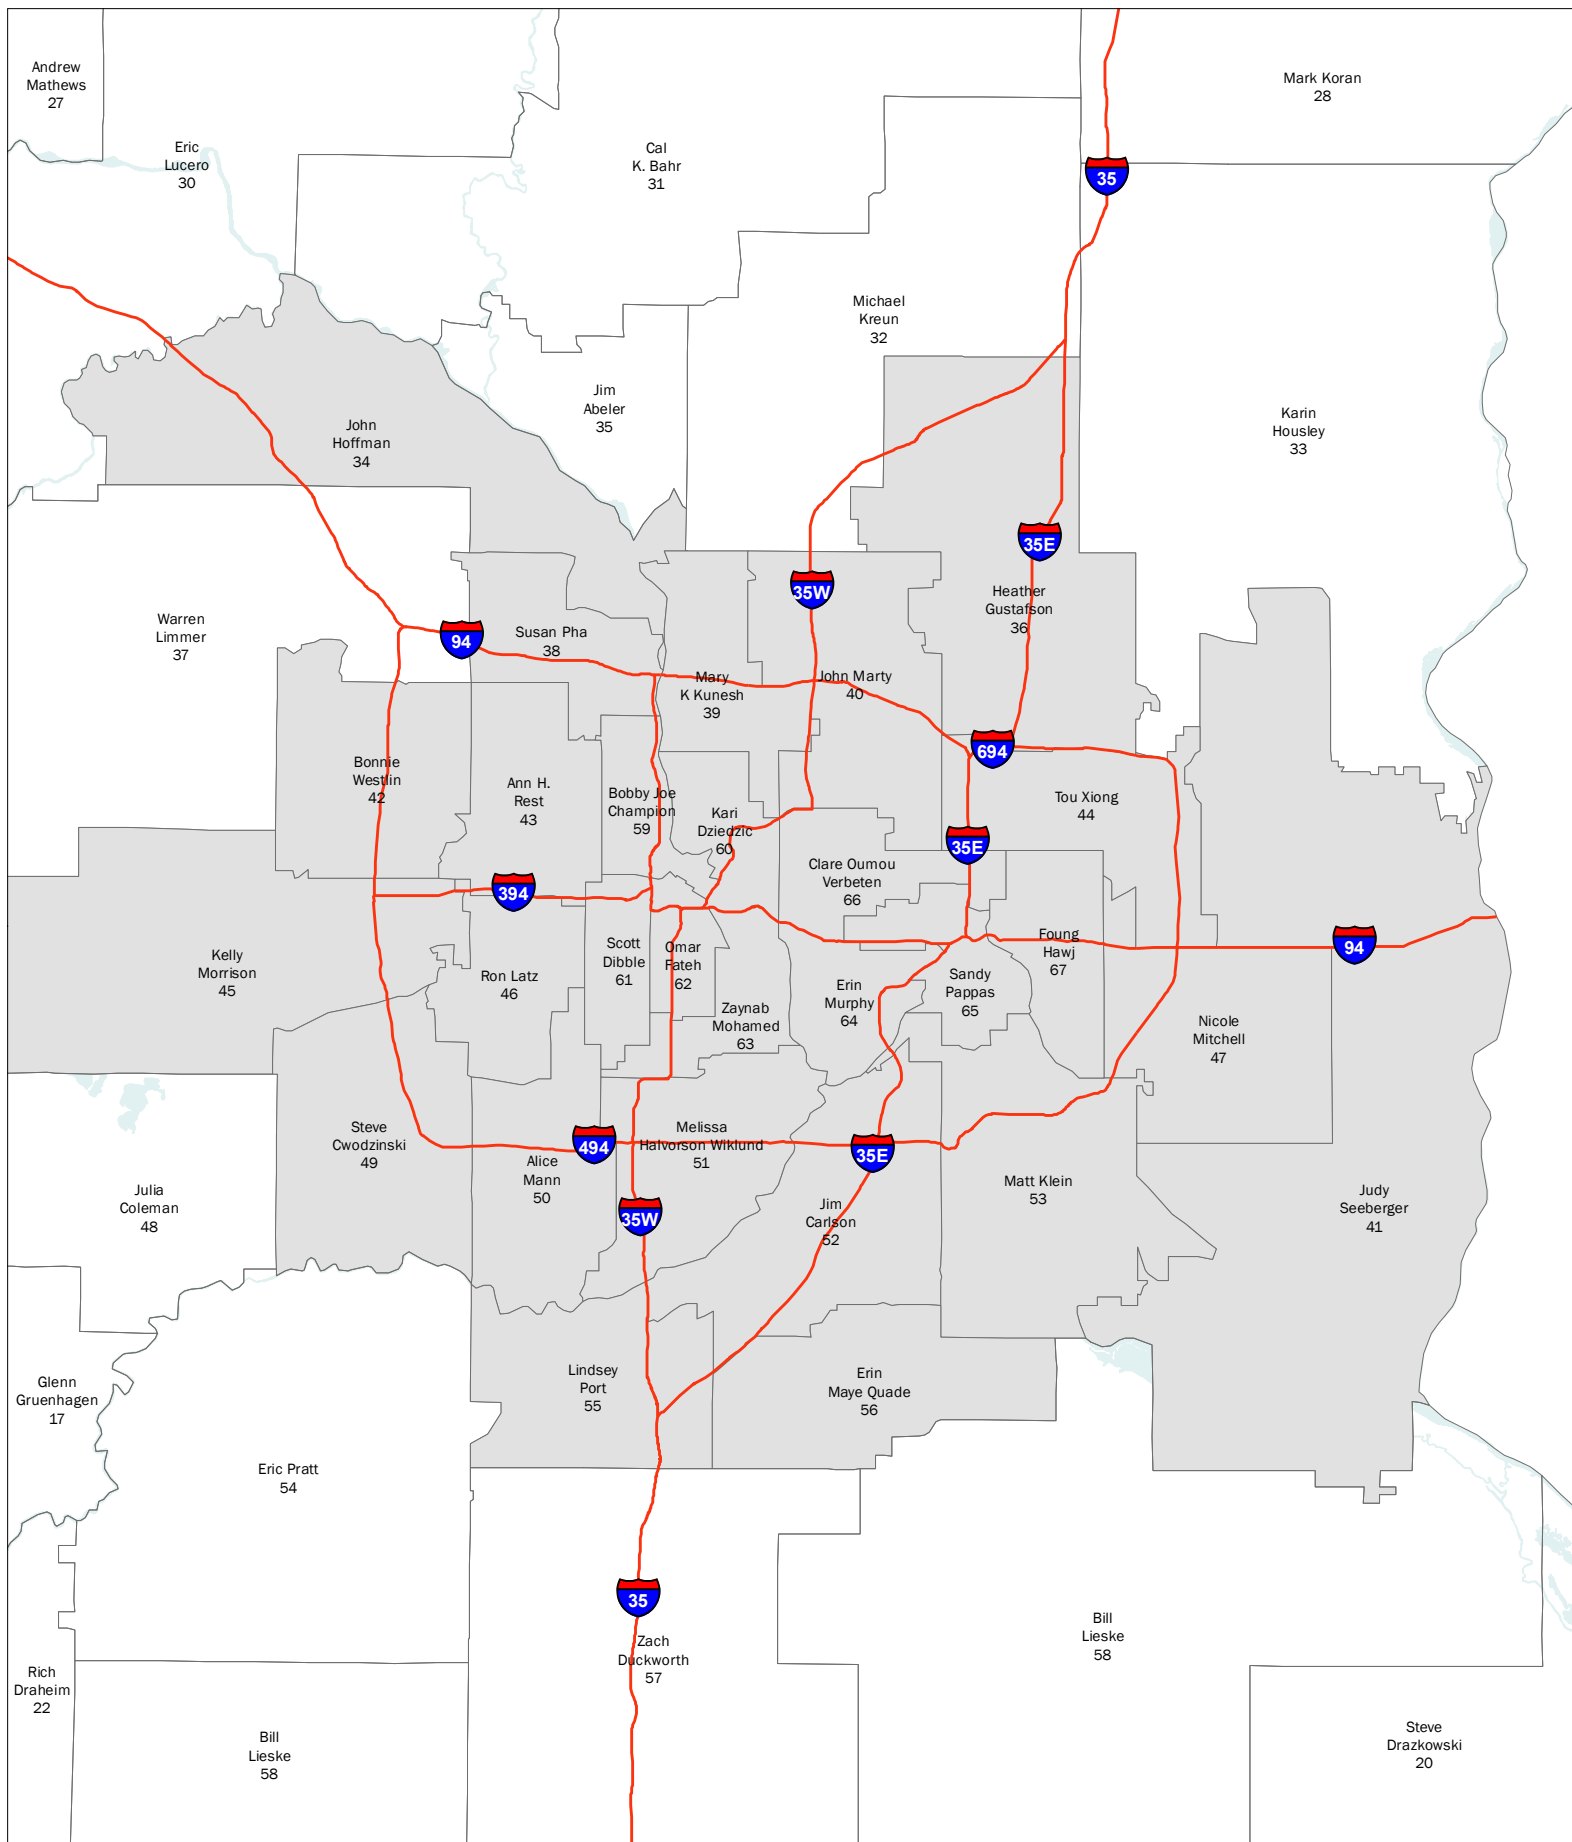 Andrew
Mathews
27
Mark Koran
28
Eric
Lucero
30
Cal
K. Bahr
31
35
Michael
Kreun
32
Jim
Abeler
35
Karin
Housley
33
John
Hoffman
34
35E
35W
Heather
Gustafson
36
Warren
Limmer
37
94
Susan Pha
38
Mary
K Kunesh
39
John Marty
40
694
Bonnie
Westlin
42
Ann H.
Rest
43
Bobby Joe
Champion
59
Kari
Dziedzic
60
Tou Xiong
44
35E
Clare Oumou
Verbeten
66
394
Kelly
Morrison
45
Ron Latz
46
Scott
Dibble
61
Omar
Fateh
62
Zaynab
Mohamed
63
Erin
Murphy
64
Sandy
Pappas
65
Foung
Hawj
67
94
Nicole
Mitchell
47
Steve
Cwodzinski
49
494
Alice
Mann
50
Melissa
Halvorson Wiklund
51
35E
35W
Jim
Carlson
52
Matt Klein
53
Judy
Seeberger
41
Julia
Coleman
48
Glenn
Gruenhagen
17
Lindsey
Port
55
Erin
Maye Quade
56
Eric Pratt
54
35
Zach
Duckworth
57
Bill
Lieske
58
Rich
Draheim
22
Bill
Lieske
58
Steve
Drazkowski
20